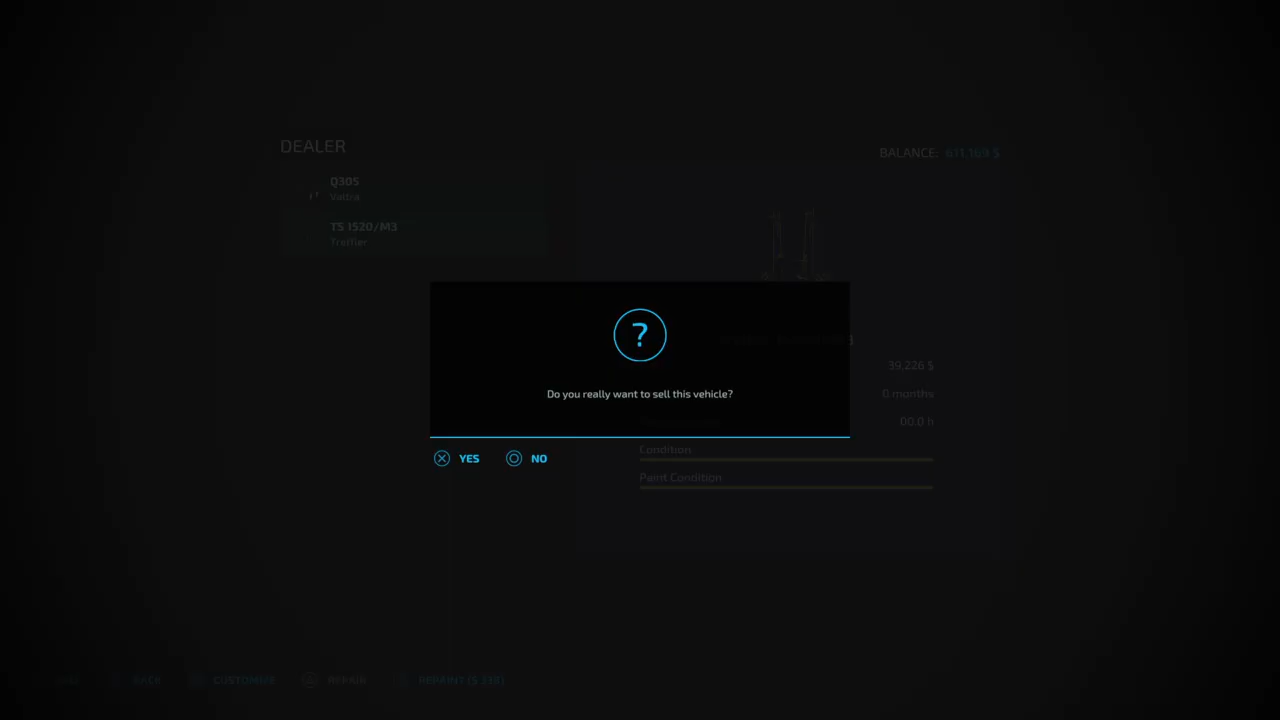 DEALER
BALANCE: 611,169 $
Q305
Valtra
TS 1520/M3
Treffler
?
Do you really want to sell this vehicle?
39,226 $
0 months
00.0 h
YES NO
Condition
Paint Condition
BACK CUSTOMIZE REPAIR